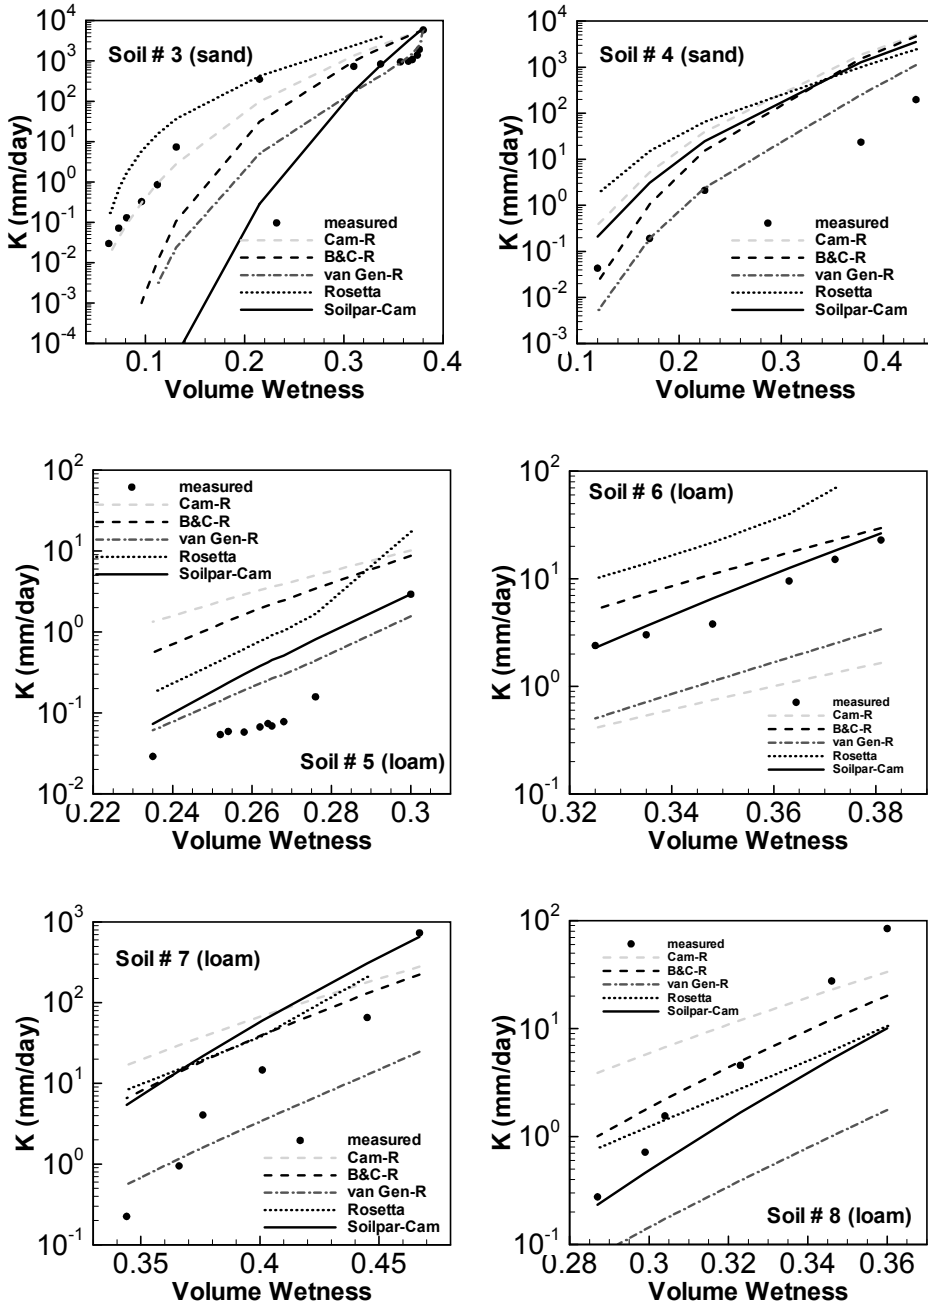 Soil # 3 (sand)
K (mm/day)
10^4
10^3
10^2
10^1
10^0
10^-1
10^-2
10^-3
10^-4
measured
Cam-R
B&C-R
van Gen-R
Rosetta
Soilpar-Cam
0.1 0.2 0.3 0.4
Volume Wetness
Soil # 4 (sand)
K (mm/day)
10^4
10^3
10^2
10^1
10^0
10^-1
10^-2
10^-3
measured
Cam-R
B&C-R
van Gen-R
Rosetta
Soilpar-Cam
0.1 0.2 0.3 0.4
Volume Wetness
Soil # 5 (loam)
K (mm/day)
10^2
10^1
10^0
10^-1
10^-2
measured
Cam-R
B&C-R
van Gen-R
Rosetta
Soilpar-Cam
0.22 0.24 0.26 0.28 0.3
Volume Wetness
Soil # 6 (loam)
K (mm/day)
10^2
10^1
10^0
10^-1
measured
Cam-R
B&C-R
van Gen-R
Rosetta
Soilpar-Cam
0.32 0.34 0.36 0.38
Volume Wetness
Soil # 7 (loam)
K (mm/day)
10^3
10^2
10^1
10^0
10^-1
measured
Cam-R
B&C-R
van Gen-R
Rosetta
Soilpar-Cam
0.35 0.4 0.45
Volume Wetness
Soil # 8 (loam)
K (mm/day)
10^2
10^1
10^0
10^-1
measured
Cam-R
B&C-R
van Gen-R
Rosetta
Soilpar-Cam
0.28 0.3 0.32 0.34 0.36
Volume Wetness